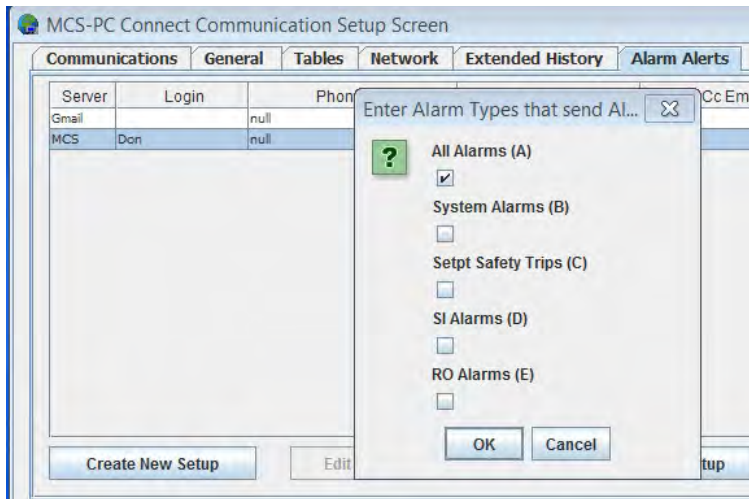 MCS-PC Connect Communication Setup Screen
Communications General Tables Network Extended History Alarm Alerts
Server Login Phon Cc Em
Gmail null
MCS Don null
Enter Alarm Types that send Al...
?
All Alarms (A)
System Alarms (B)
Setpt Safety Trips (C)
SI Alarms (D)
RO Alarms (E)
OK Cancel
Create New Setup Edit tup